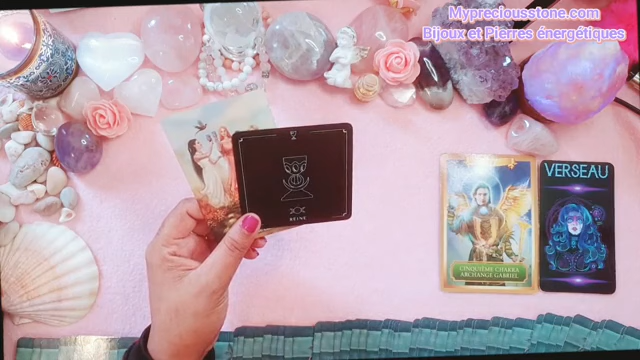 Mypreciousstone.com
Bijoux et Pierres énergétiques
REINE
CINQUIÈME CHAKRA
ARCHANGE GABRIEL
VERSEAU